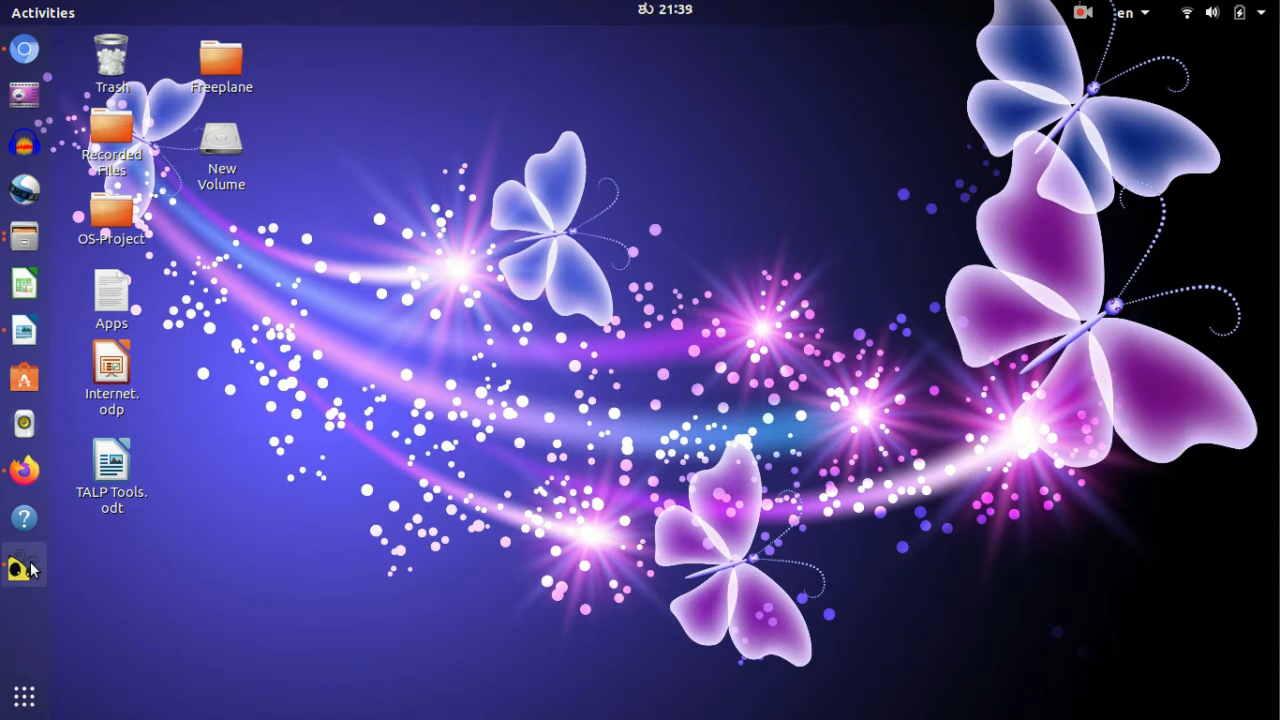 Activities
ಶು 21:39
en
Trash
Freeplane
Recorded
Files
New
Volume
OS-Project
Apps
Internet.
odp
TALP Tools.
odt